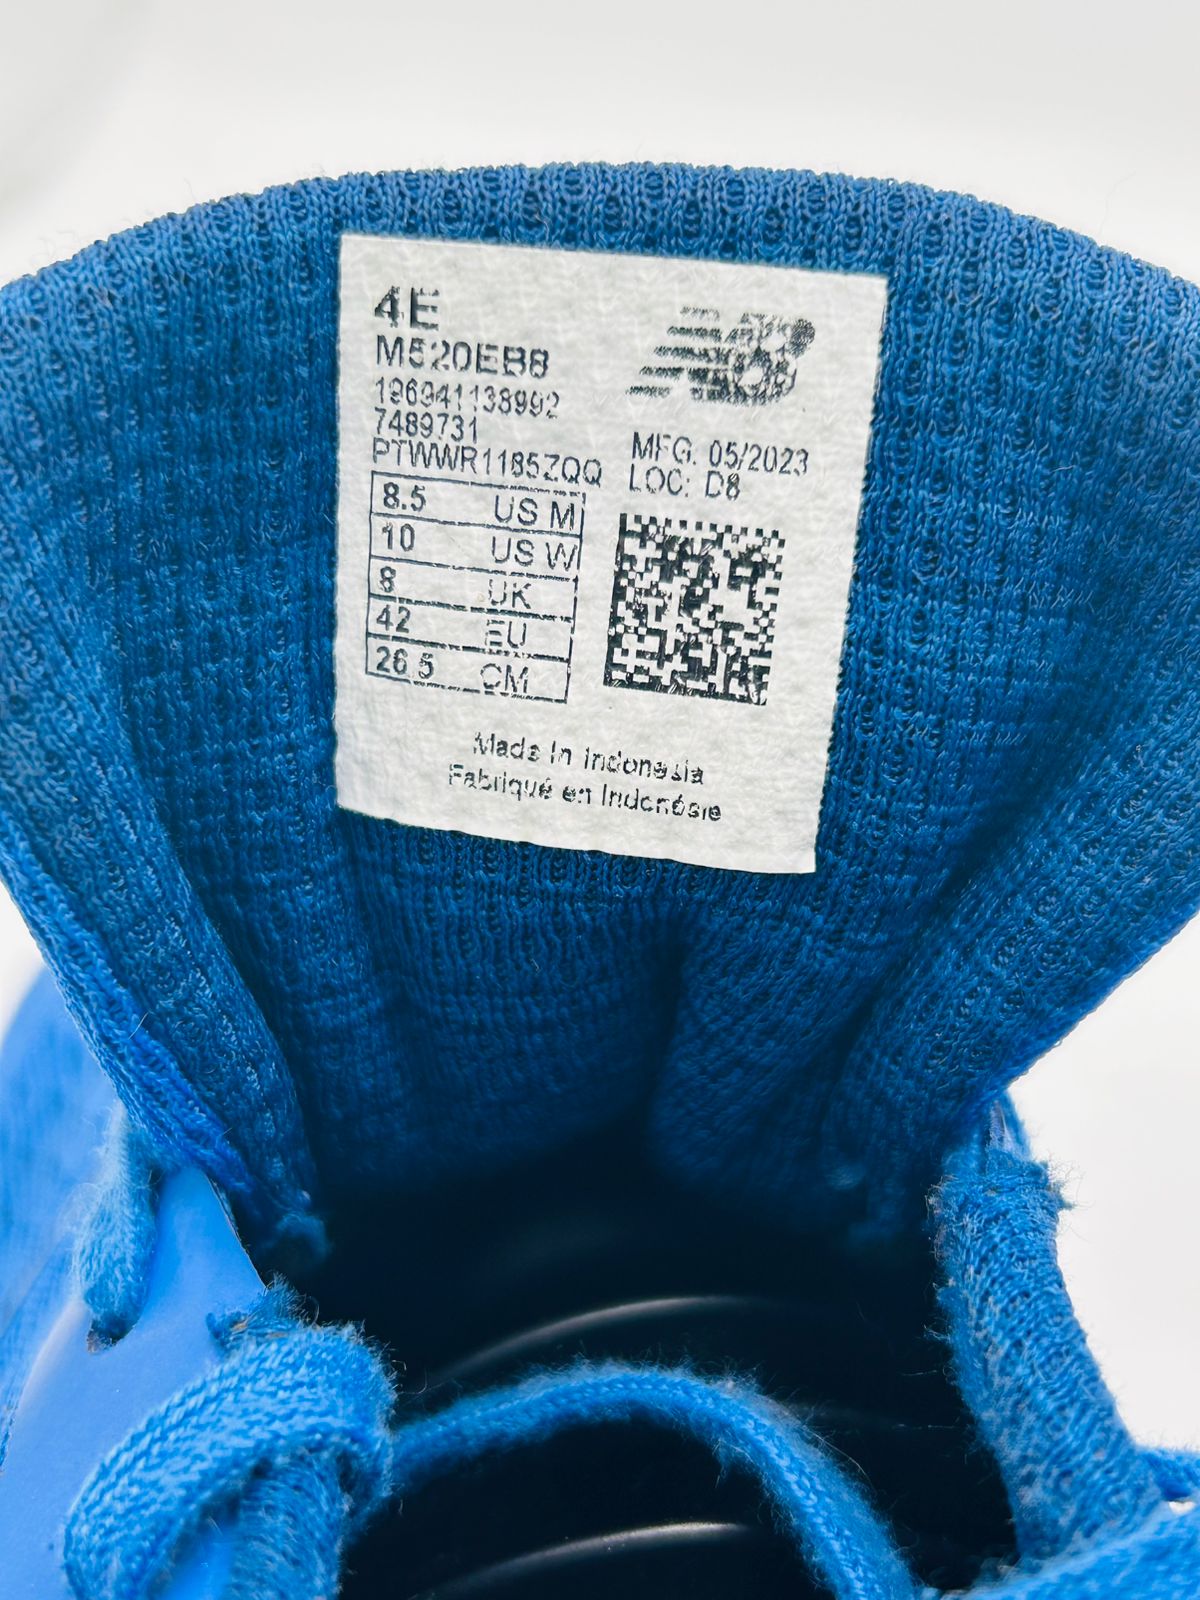 4E
M520EB8
196941138992
7489731
PTWWR1185ZQQ
8.5 US M
10 US W
8 UK
42 EU
26.5 CM
MFG. 05/2023
LOC: D8
Made In Indonesia
Fabriqué en Indonésie